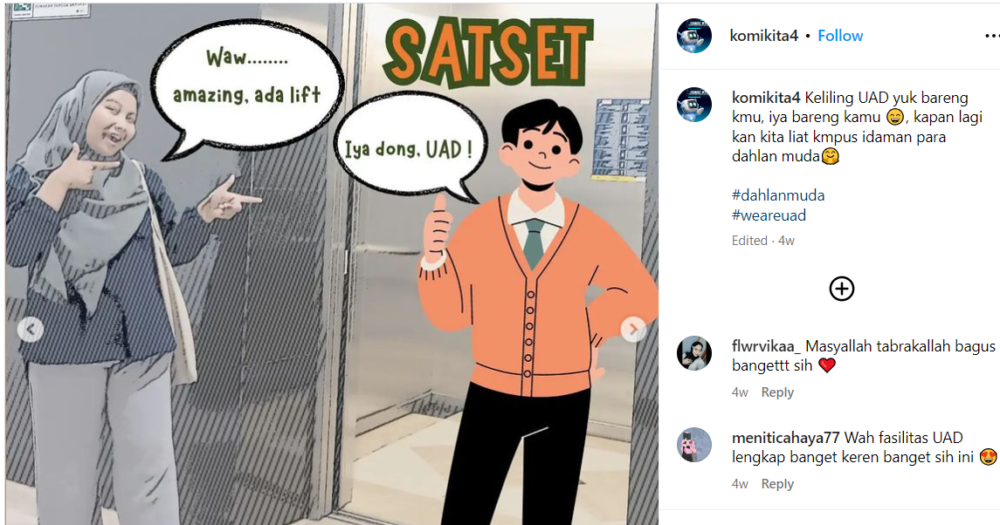 SATSET
Waw........
amazing, ada lift
Iya dong, UAD !
komikita4 • Follow
komikita4 Keliling UAD yuk bareng
kmu, iya bareng kamu 😄, kapan lagi
kan kita liat kmpus idaman para
dahlan muda🤗
#dahlanmuda
#weareuad
Edited · 4w
flwrvikaa_ Masyallah tabrakallah bagus
bangettt sih ❤️
4w Reply
meniticahaya77 Wah fasilitas UAD
lengkap banget keren banget sih ini 😍
4w Reply